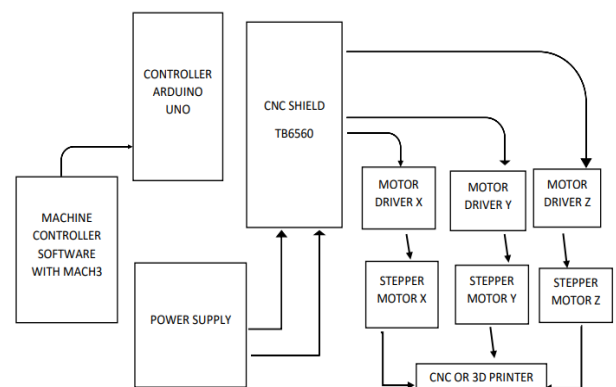 CONTROLLER
ARDUINO
UNO
CNC SHIELD
TB6560
MACHINE
CONTROLLER
SOFTWARE
WITH MACH3
POWER SUPPLY
MOTOR
DRIVER X
MOTOR
DRIVER Y
MOTOR
DRIVER Z
STEPPER
MOTOR X
STEPPER
MOTOR Y
STEPPER
MOTOR Z
CNC OR 3D PRINTER